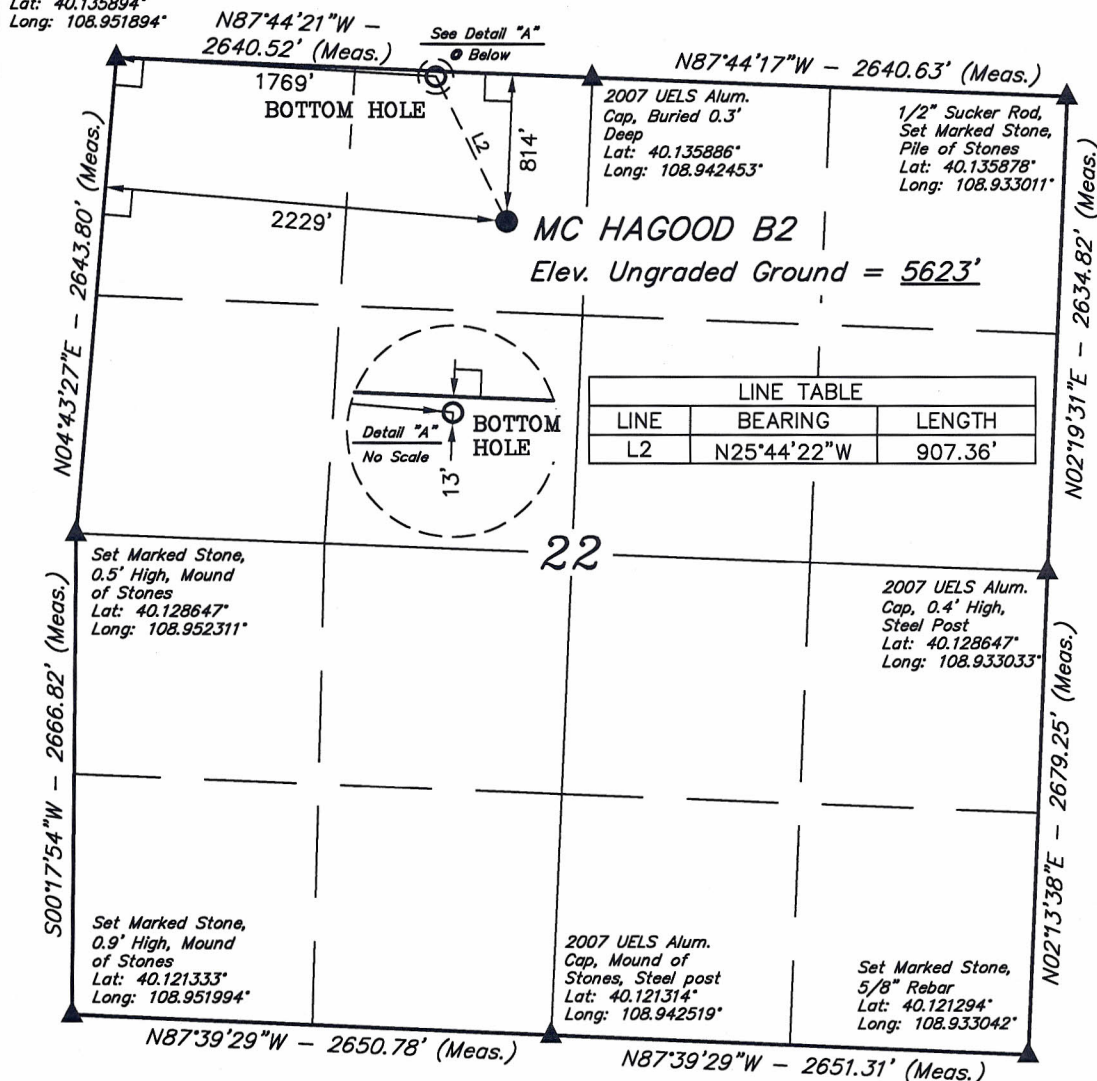 Lat: 40.135894°
Long: 108.951894°
N87°44'21"W –
2640.52' (Meas.)
See Detail "A"
@ Below
N87°44'17"W – 2640.63' (Meas.)
1769'
BOTTOM HOLE
L2
814'
2007 UELS Alum.
Cap, Buried 0.3'
Deep
Lat: 40.135886°
Long: 108.942453°
1/2" Sucker Rod,
Set Marked Stone,
Pile of Stones
Lat: 40.135878°
Long: 108.933011°
N04°43'27"E – 2643.80' (Meas.)
2229'
MC HAGOOD B2
Elev. Ungraded Ground = 5623'
N02°19'31"E – 2634.82' (Meas.)
LINE TABLE
LINE BEARING LENGTH
L2 N25°44'22"W 907.36'
BOTTOM
HOLE
Detail "A"
No Scale
13'
22
Set Marked Stone,
0.5' High, Mound
of Stones
Lat: 40.128647°
Long: 108.952311°
2007 UELS Alum.
Cap, 0.4' High,
Steel Post
Lat: 40.128647°
Long: 108.933033°
S00°17'54"W – 2666.82' (Meas.)
N02°13'38"E – 2679.25' (Meas.)
Set Marked Stone,
0.9' High, Mound
of Stones
Lat: 40.121333°
Long: 108.951994°
2007 UELS Alum.
Cap, Mound of
Stones, Steel post
Lat: 40.121314°
Long: 108.942519°
Set Marked Stone,
5/8" Rebar
Lat: 40.121294°
Long: 108.933042°
N87°39'29"W – 2650.78' (Meas.)
N87°39'29"W – 2651.31' (Meas.)